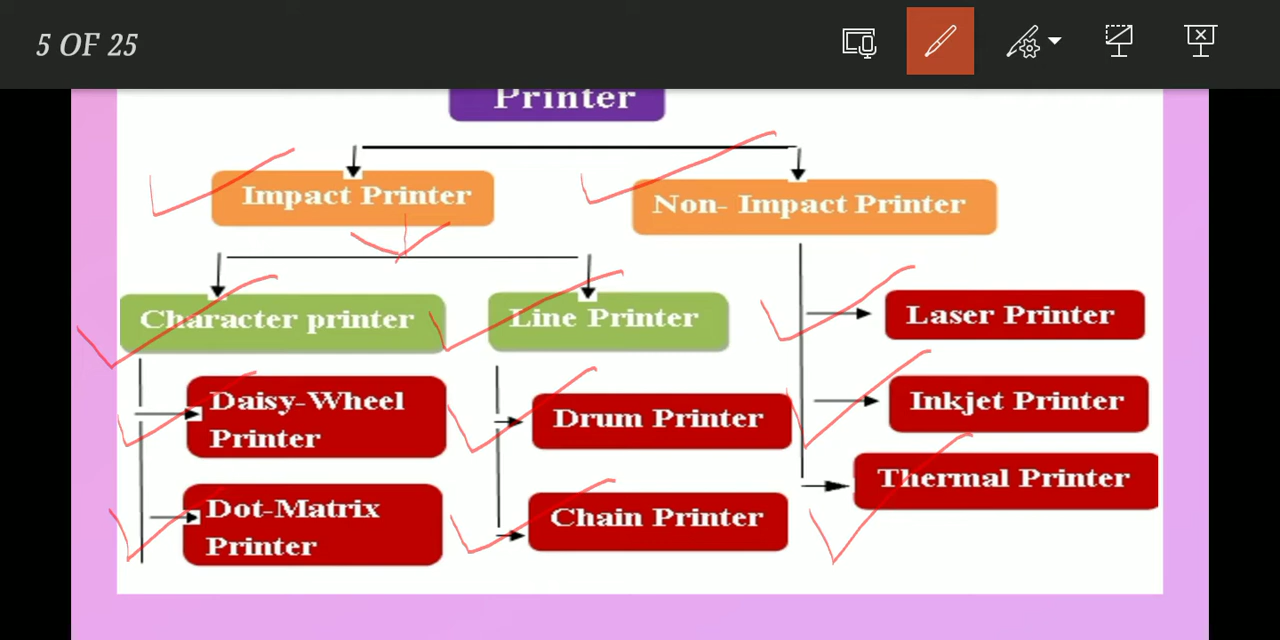 5 OF 25
Printer
Impact Printer
Non- Impact Printer
Character printer
Line Printer
Laser Printer
Daisy-Wheel
Printer
Drum Printer
Inkjet Printer
Dot-Matrix
Printer
Chain Printer
Thermal Printer